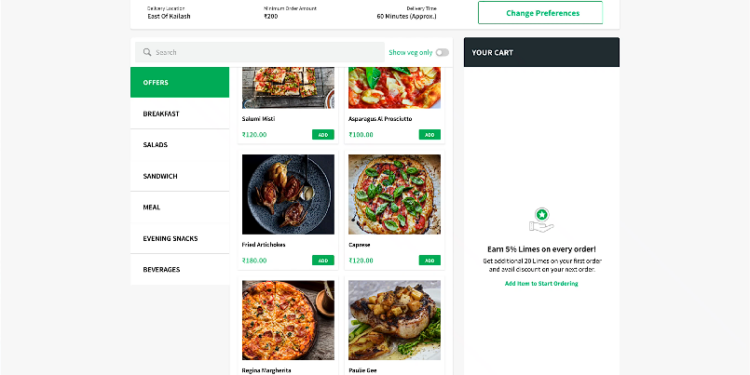 Delivery Location
East Of Kailash
Minimum Order Amount
₹200
Delivery Time
60 Minutes (Approx.)
Change Preferences
Search
Show veg only
YOUR CART
OFFERS
BREAKFAST
SALADS
SANDWICH
MEAL
EVENING SNACKS
BEVERAGES
Salumi Misti
₹120.00
ADD
Asparagus Al Prosciutto
₹100.00
ADD
Fried Artichokes
₹180.00
ADD
Caprese
₹120.00
ADD
Regina Margherita
Paulie Gee
Earn 5% Limes on every order!
Get additional 20 Limes on your first order
and avail discount on your next order.
Add Item to Start Ordering